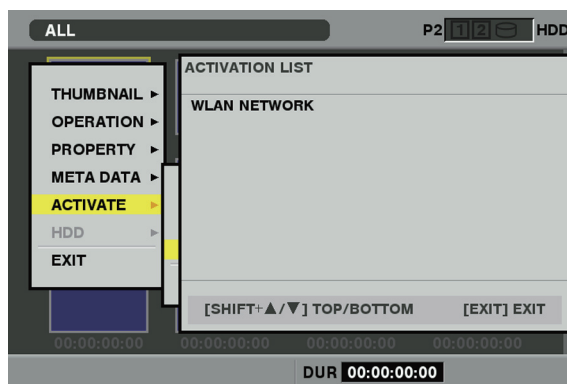 ALL
P2 1 2 HDD
ACTIVATION LIST
WLAN NETWORK
THUMBNAIL ►
OPERATION ►
PROPERTY ►
META DATA ►
ACTIVATE ►
HDD ►
EXIT
[SHIFT+▲/▼] TOP/BOTTOM [EXIT] EXIT
00:00:00:00 00:00:00:00 00:00:00:00 00:00:00:00
DUR 00:00:00:00